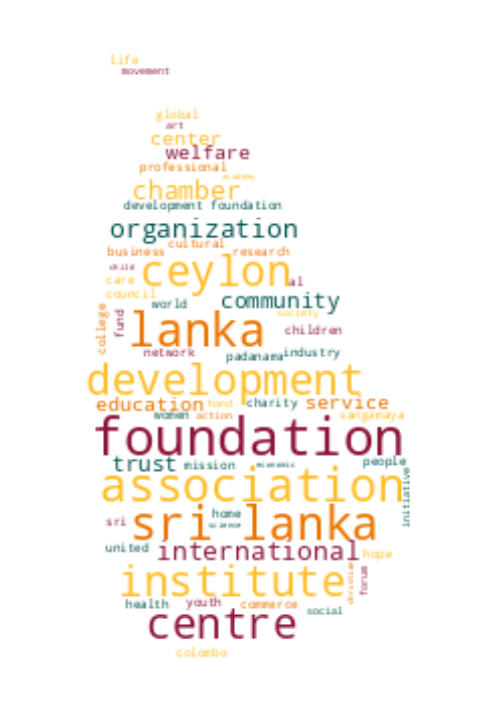 life
movement
global
art
center
welfare
professional
academy
chamber
development foundation
organization
cultural
business research
child
ceylon
care al
council
world community
society
college fund lanka children
network padanama industry
development
education hand charity service
women action sangamaya
foundation
trust mission economic people
association
initiative
home
sri sri lanka
science
united international hope
institute
christian forum
health youth commerce social
centre
colombo